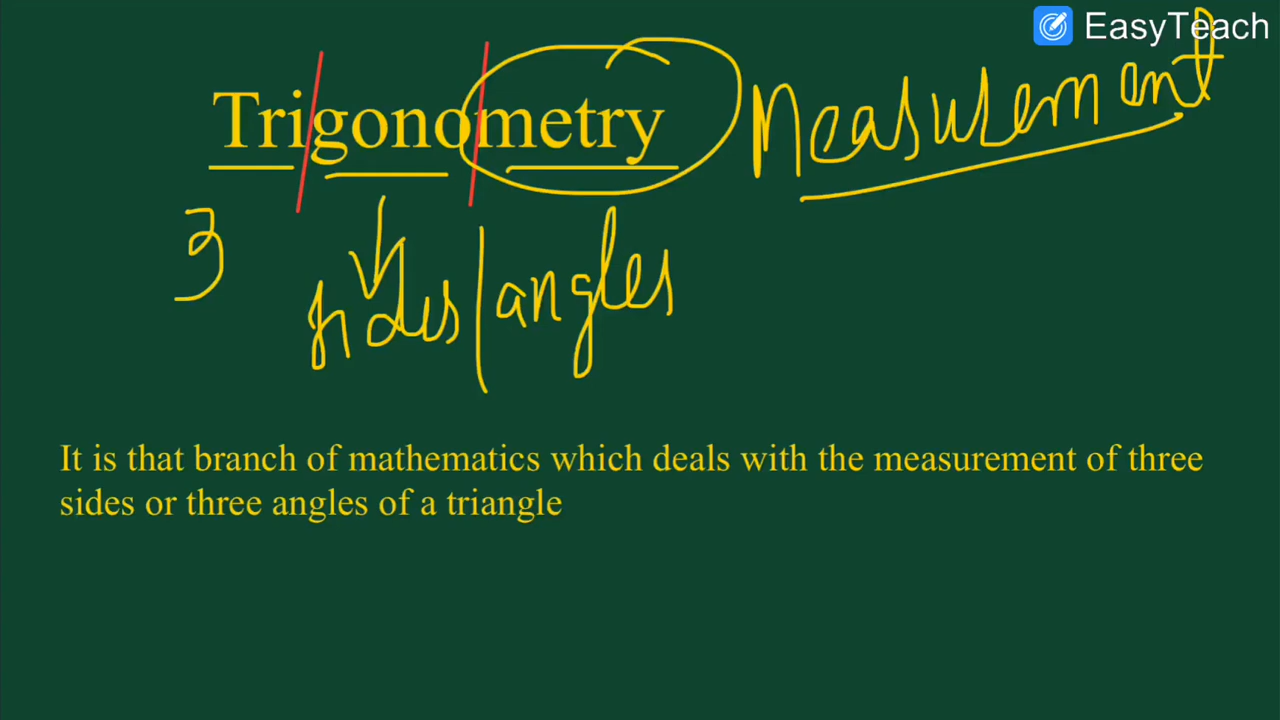 EasyTeach
Trigonometry
Measurement
3
sides/angles
It is that branch of mathematics which deals with the measurement of three
sides or three angles of a triangle